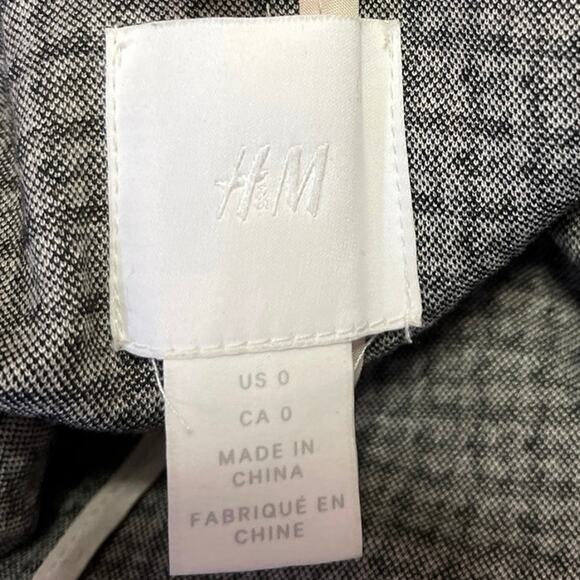 H&M
US 0
CA 0
MADE IN
CHINA
FABRIQUÉ EN
CHINE